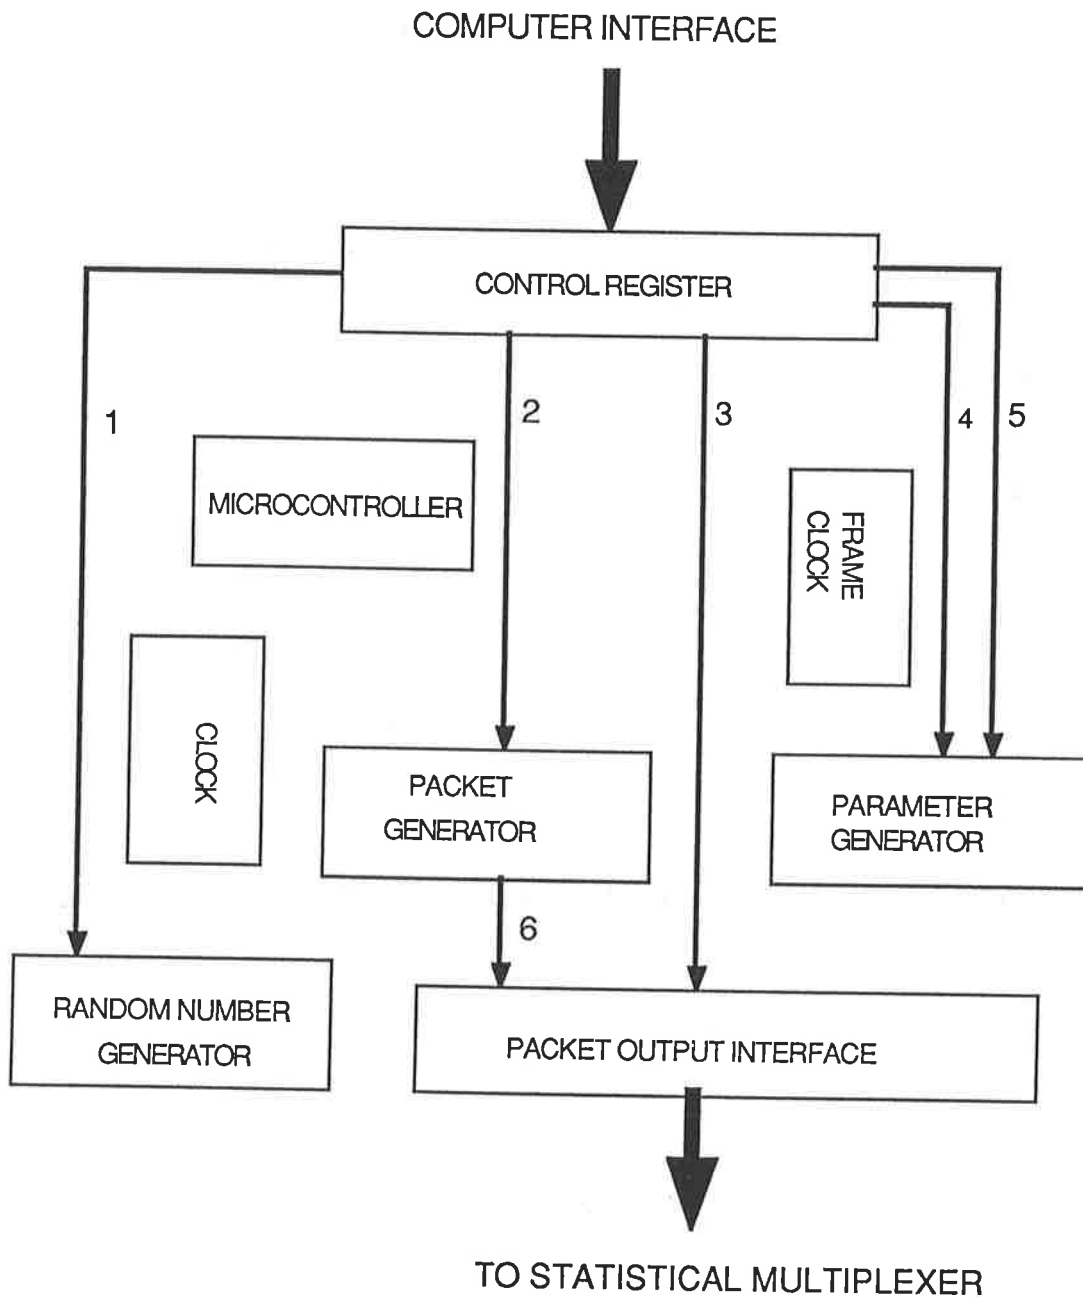 COMPUTER INTERFACE
CONTROL REGISTER
1
2
3
4
5
MICROCONTROLLER
FRAME
CLOCK
CLOCK
PACKET
GENERATOR
PARAMETER
GENERATOR
6
RANDOM NUMBER
GENERATOR
PACKET OUTPUT INTERFACE
TO STATISTICAL MULTIPLEXER